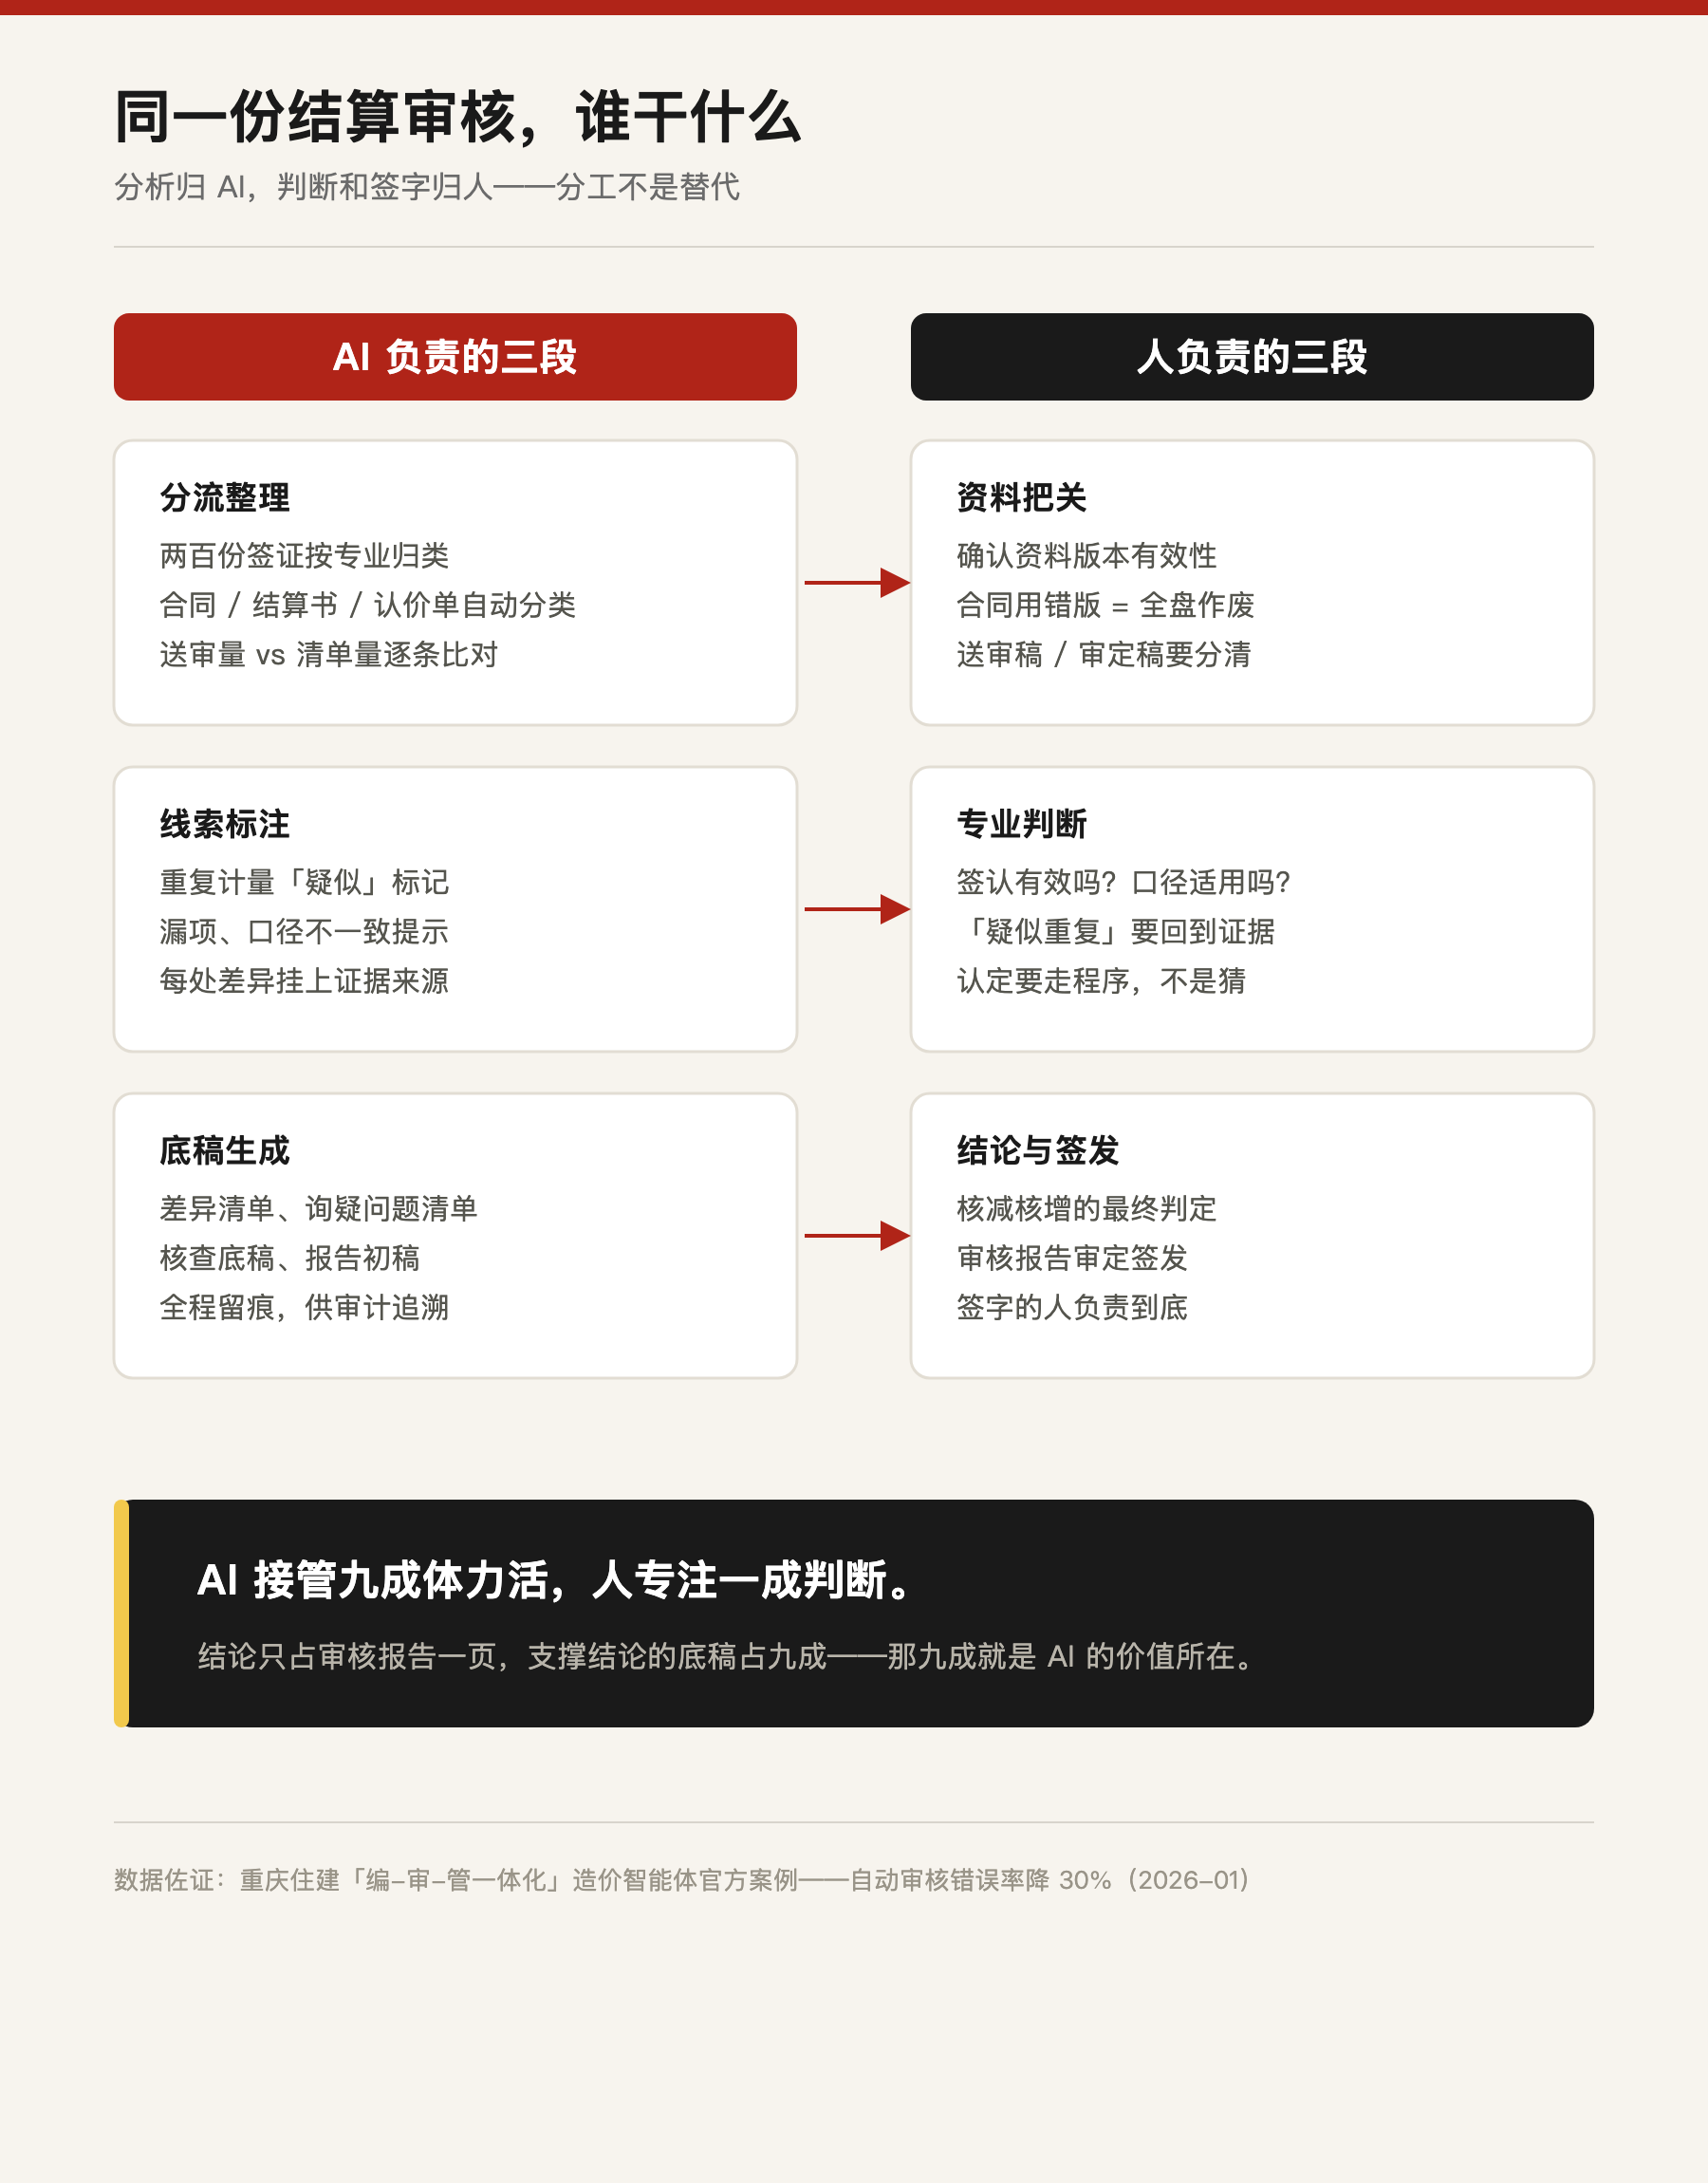 同一份结算审核，谁干什么
分析归 AI，判断和签字归人——分工不是替代
AI 负责的三段
人负责的三段
分流整理
两百份签证按专业归类
合同 / 结算书 / 认价单自动分类
送审量 vs 清单量逐条比对
资料把关
确认资料版本有效性
合同用错版 = 全盘作废
送审稿 / 审定稿要分清
线索标注
重复计量「疑似」标记
漏项、口径不一致提示
每处差异挂上证据来源
专业判断
签认有效吗？口径适用吗？
「疑似重复」要回到证据
认定要走程序，不是猜
底稿生成
差异清单、询疑问题清单
核查底稿、报告初稿
全程留痕，供审计追溯
结论与签发
核减核增的最终判定
审核报告审定签发
签字的人负责到底
AI 接管九成体力活，人专注一成判断。
结论只占审核报告一页，支撑结论的底稿占九成——那九成就是 AI 的价值所在。
数据佐证：重庆住建「编–审–管一体化」造价智能体官方案例——自动审核错误率降 30%（2026–01）